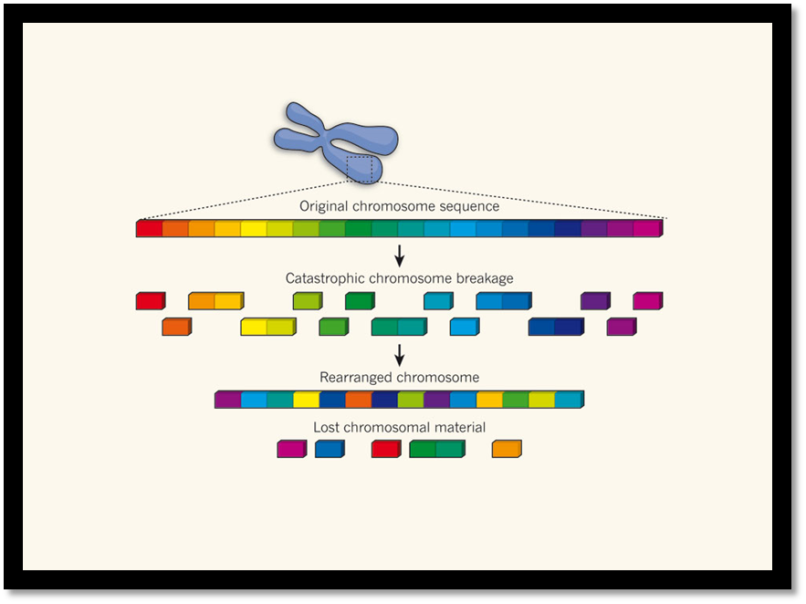 Original chromosome sequence
Catastrophic chromosome breakage
Rearranged chromosome
Lost chromosomal material